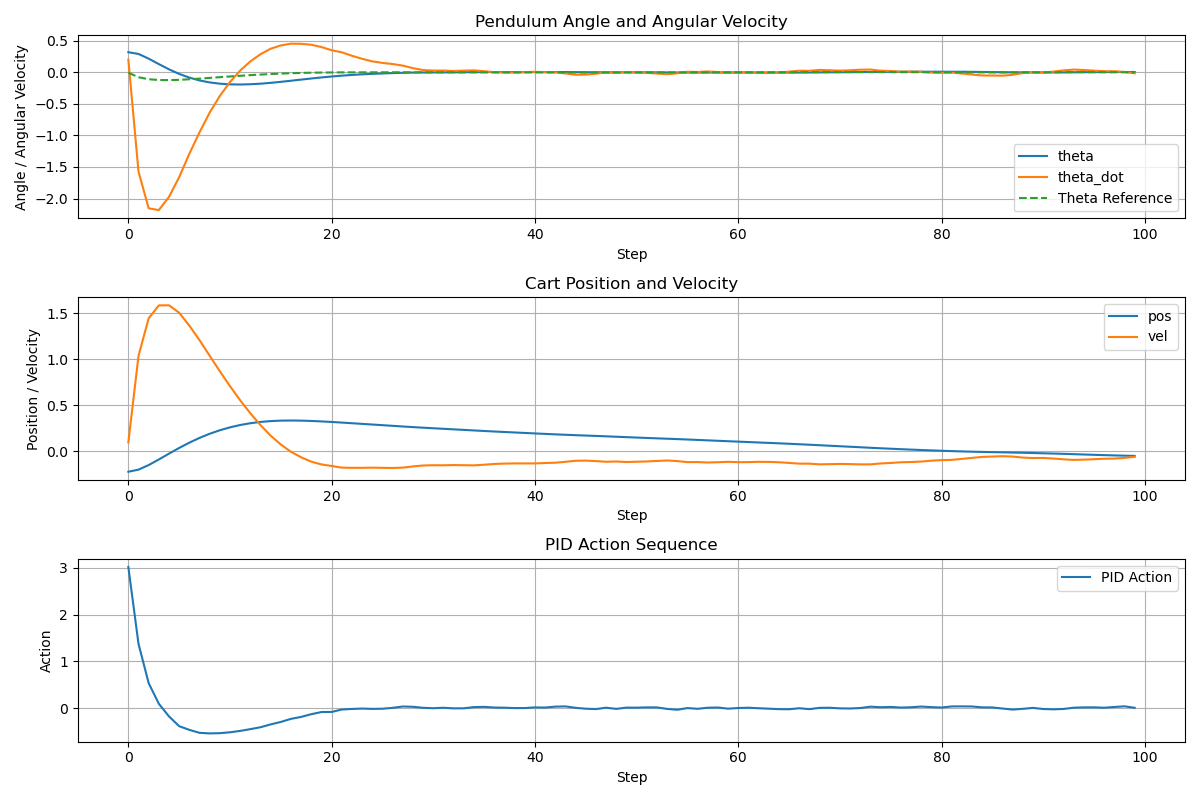 Pendulum Angle and Angular Velocity
Angle / Angular Velocity
0.5
0.0
−0.5
−1.0
−1.5
−2.0
theta
theta_dot
Theta Reference
0 20 40 60 80 100
Step
Cart Position and Velocity
Position / Velocity
1.5
1.0
0.5
0.0
pos
vel
0 20 40 60 80 100
Step
PID Action Sequence
Action
3
2
1
0
PID Action
0 20 40 60 80 100
Step